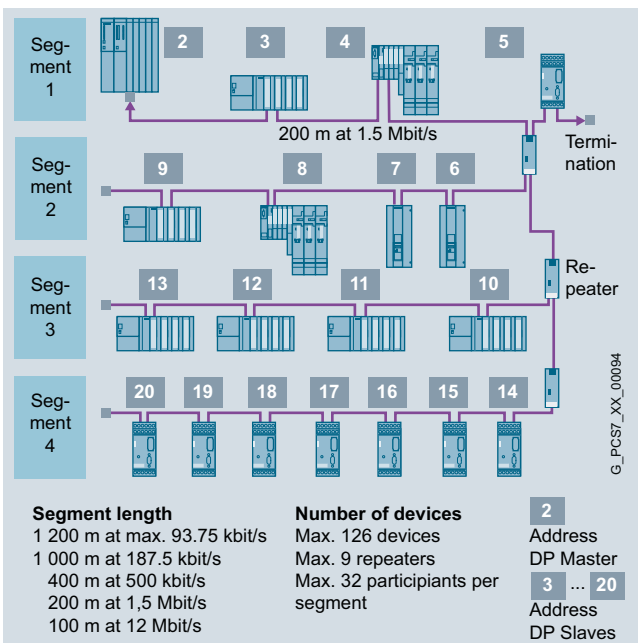 Seg-
ment
1
2
3
4
5
200 m at 1.5 Mbit/s
Termi-
nation
Seg-
ment
2
9
8
7
6
Re-
peater
Seg-
ment
3
13
12
11
10
Seg-
ment
4
20
19
18
17
16
15
14
G_PCS7_XX_00094
Segment length
1 200 m at max. 93.75 kbit/s
1 000 m at 187.5 kbit/s
400 m at 500 kbit/s
200 m at 1,5 Mbit/s
100 m at 12 Mbit/s
Number of devices
Max. 126 devices
Max. 9 repeaters
Max. 32 participants per
segment
2
Address
DP Master
3 ... 20
Address
DP Slaves